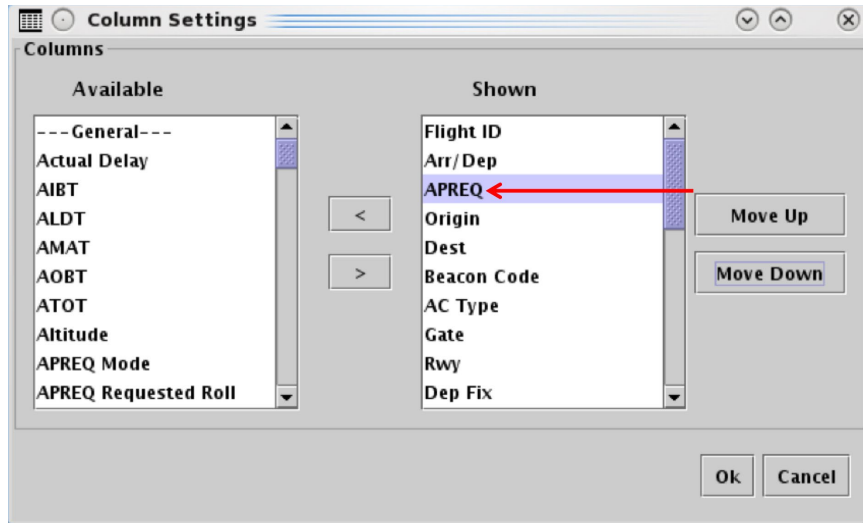 Column Settings
Columns
Available
---General---
Actual Delay
AIBT
ALDT
AMAT
AOBT
ATOT
Altitude
APREQ Mode
APREQ Requested Roll
<
>
Shown
Flight ID
Arr/Dep
APREQ
Origin
Dest
Beacon Code
AC Type
Gate
Rwy
Dep Fix
Move Up
Move Down
Ok
Cancel